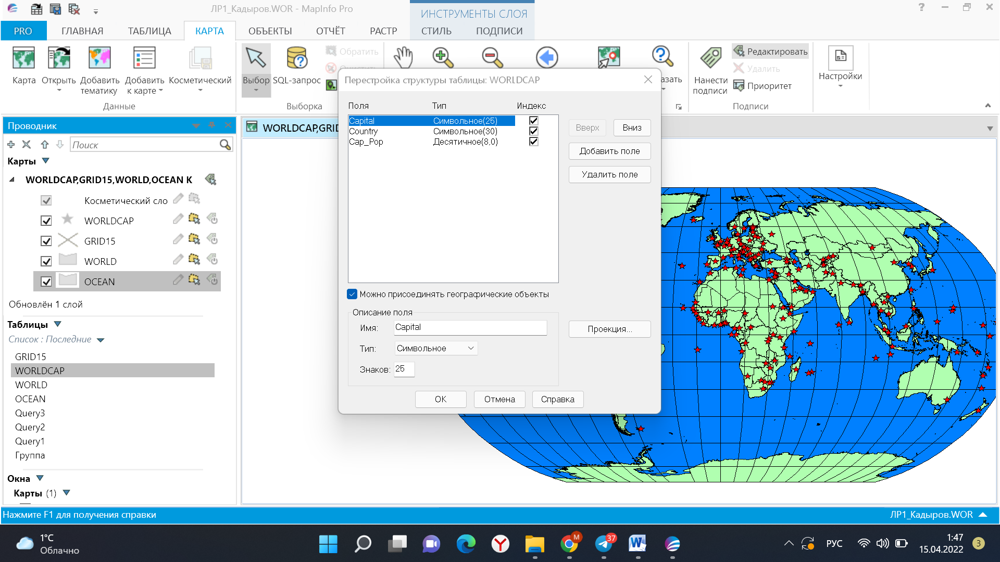 ЛР1_Кадыров.WOR - MapInfo Pro
ИНСТРУМЕНТЫ СЛОЯ
PRO
ГЛАВНАЯ
ТАБЛИЦА
КАРТА
ОБЪЕКТЫ
ОТЧЁТ
РАСТР
СТИЛЬ
ПОДПИСИ
Карта
Открыть
Добавить тематику
Добавить к карте
Косметический
Данные
Выбор
SQL-запрос
Обратить
Выборка
азать
Нанести подписи
Редактировать
Удалить
Приоритет
Подписи
Настройки
Проводник
Поиск
Карты
WORLDCAP,GRID15,WORLD,OCEAN K
Косметический сло
WORLDCAP
GRID15
WORLD
OCEAN
Обновлён 1 слой
Таблицы
Список : Последние
GRID15
WORLDCAP
WORLD
OCEAN
Query3
Query2
Query1
Группа
Окна
Карты (1)
WORLDCAP,GRI
Перестройка структуры таблицы: WORLDCAP
Поля Тип Индекс
Capital Символьное(25)
Country Символьное(30)
Cap_Pop Десятичное(8,0)
Вверх
Вниз
Добавить поле
Удалить поле
Можно присоединять географические объекты
Описание поля
Имя: Capital
Тип: Символьное
Знаков: 25
Проекция...
ОК
Отмена
Справка
Нажмите F1 для получения справки
ЛР1_Кадыров.WOR
1°C
Облачно
М
37
РУС
1:47
15.04.2022
3